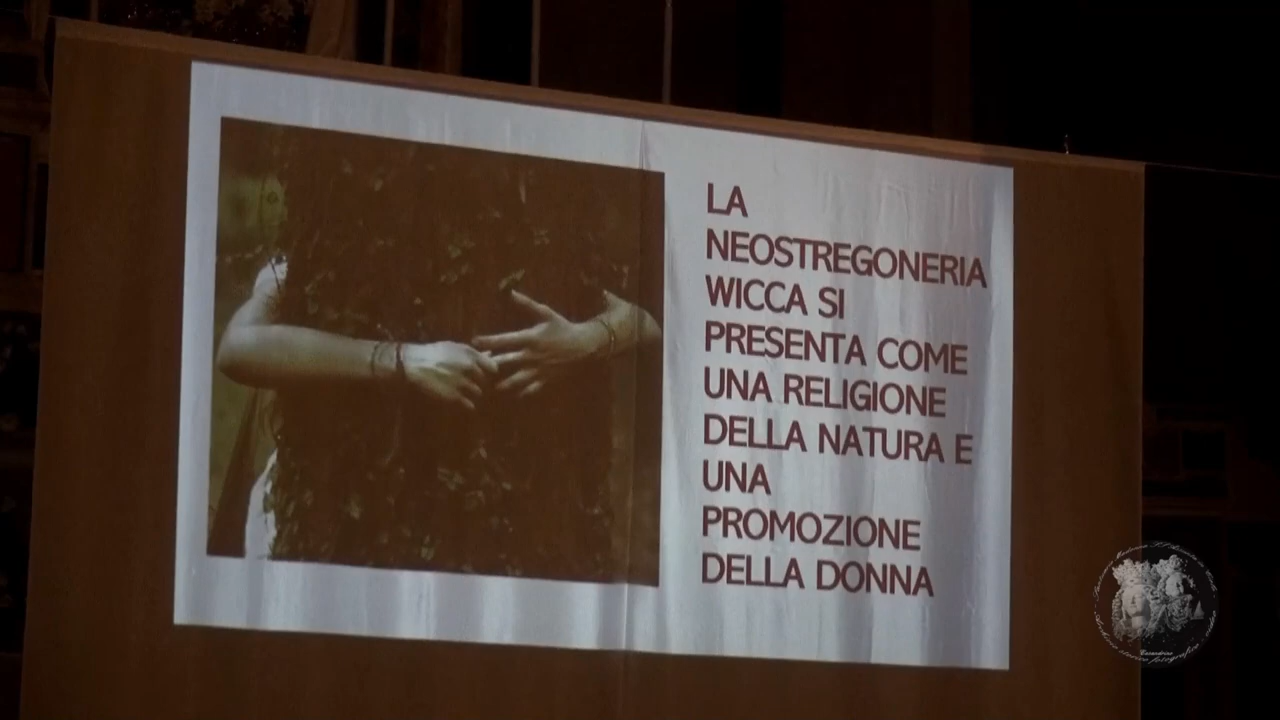 LA
NEOSTREGONERIA
WICCA SI
PRESENTA COME
UNA RELIGIONE
DELLA NATURA E
UNA
PROMOZIONE
DELLA DONNA